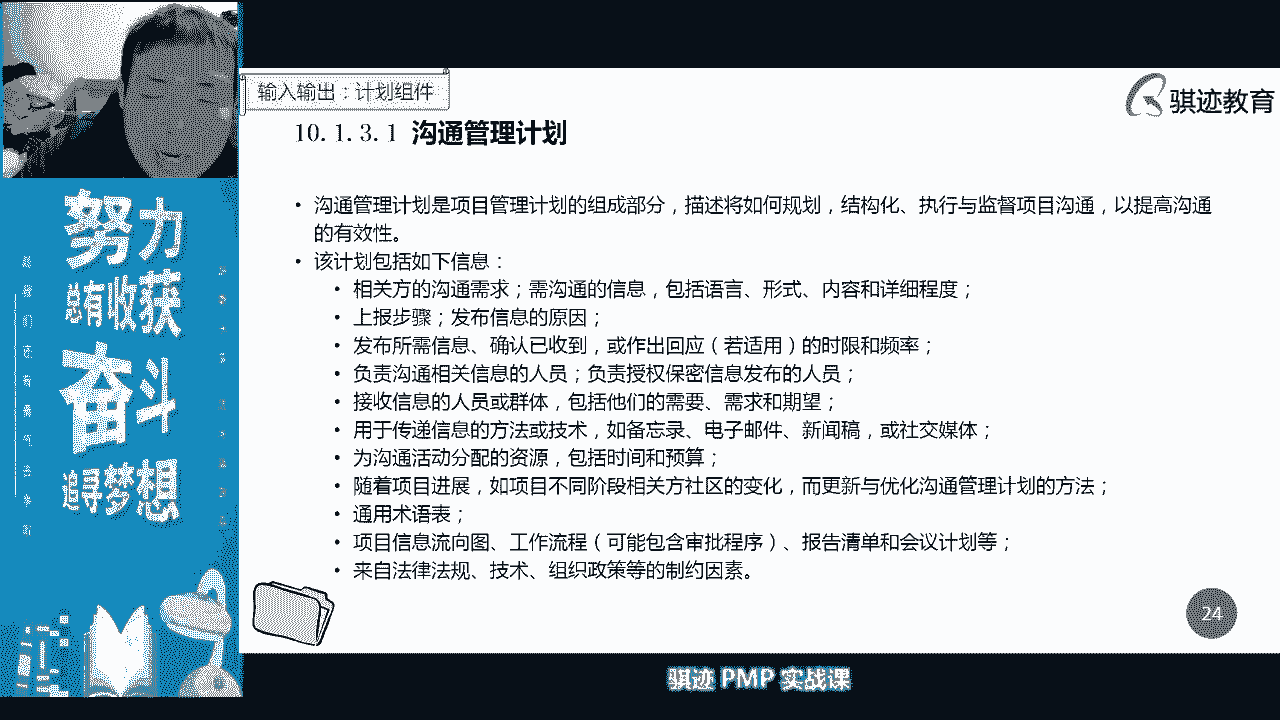 输入输出：计划组件
骐迹教育
10.1.3.1 沟通管理计划
• 沟通管理计划是项目管理计划的组成部分，描述将如何规划，结构化、执行与监督项目沟通，以提高沟通
的有效性。
• 该计划包括如下信息：
• 相关方的沟通需求；需沟通的信息，包括语言、形式、内容和详细程度；
• 上报步骤；发布信息的原因；
• 发布所需信息、确认已收到，或作出回应（若适用）的时限和频率；
• 负责沟通相关信息的人员；负责授权保密信息发布的人员；
• 接收信息的人员或群体，包括他们的需要、需求和期望；
• 用于传递信息的方法或技术，如备忘录、电子邮件、新闻稿，或社交媒体；
• 为沟通活动分配的资源，包括时间和预算；
• 随着项目进展，如项目不同阶段相关方社区的变化，而更新与优化沟通管理计划的方法；
• 通用术语表；
• 项目信息流向图、工作流程（可能包含审批程序）、报告清单和会议计划等；
• 来自法律法规、技术、组织政策等的制约因素。
24
努力
总有收获
奋斗
追寻梦想
骐迹 PMP 实战课